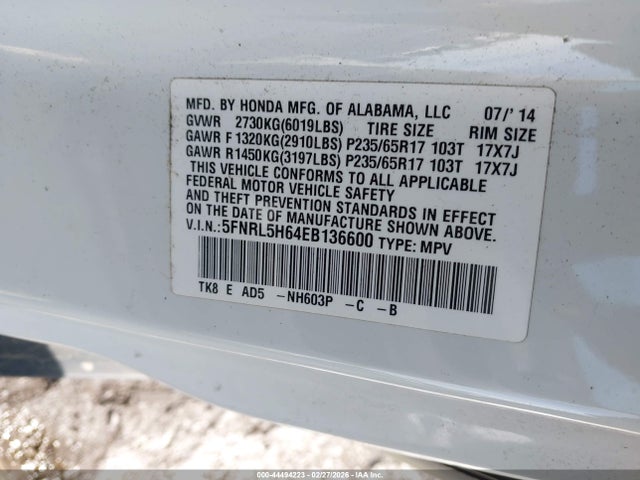 MFD. BY HONDA MFG. OF ALABAMA, LLC 07/'14
GVWR 2730KG(6019LBS) TIRE SIZE RIM SIZE
GAWR F 1320KG(2910LBS) P235/65R17 103T 17X7J
GAWR R1450KG(3197LBS) P235/65R17 103T 17X7J
THIS VEHICLE CONFORMS TO ALL APPLICABLE
FEDERAL MOTOR VEHICLE SAFETY
AND THEFT PREVENTION STANDARDS IN EFFECT
ON THE DATE OF MANUFACTURE SHOWN ABOVE.
V.I.N.: 5FNRL5H64EB136600 TYPE: MPV
TK8 E AD5 -NH603P -C -B
000-44494223 - 02/27/2026 - IAAI.COM